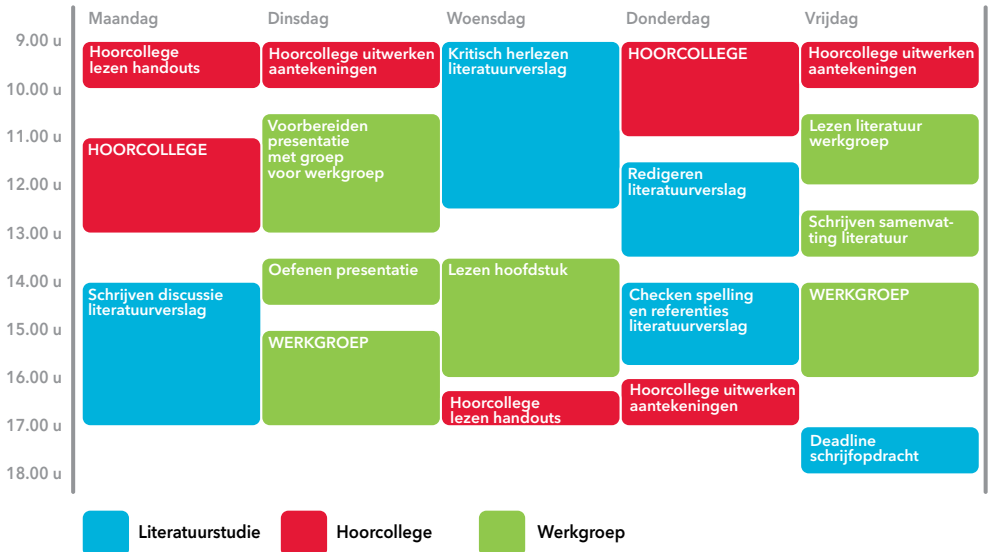 Maandag
Dinsdag
Woensdag
Donderdag
Vrijdag
9.00 u
10.00 u
11.00 u
12.00 u
13.00 u
14.00 u
15.00 u
16.00 u
17.00 u
18.00 u
Hoorcollege
lezen handouts
HOORCOLLEGE
Schrijven discussie
literatuurverslag
Hoorcollege uitwerken
aantekeningen
Voorbereiden
presentatie
met groep
voor werkgroep
Oefenen presentatie
WERKGROEP
Kritisch herlezen
literatuurverslag
Lezen hoofdstuk
Hoorcollege
lezen handouts
HOORCOLLEGE
Redigeren
literatuurverslag
Checken spelling
en referenties
literatuurverslag
Hoorcollege uitwerken
aantekeningen
Hoorcollege uitwerken
aantekeningen
Lezen literatuur
werkgroep
Schrijven samenvat-
ting literatuur
WERKGROEP
Deadline
schrijfopdracht
Literatuurstudie
Hoorcollege
Werkgroep